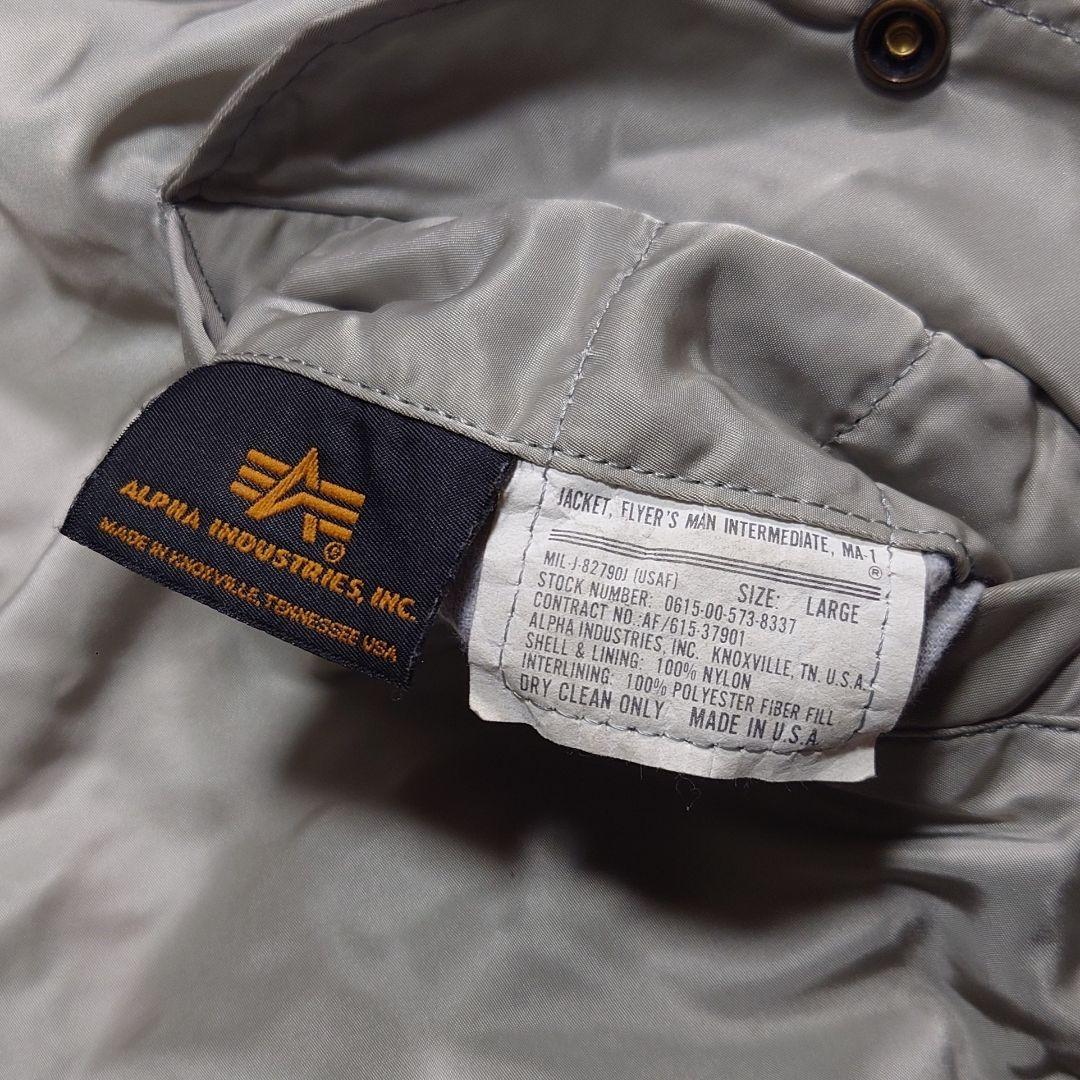 ALPHA INDUSTRIES, INC.
®
MADE IN KNOXVILLE, TENNESSEE USA
JACKET, FLYER'S MAN INTERMEDIATE, MA-1
®
MIL-J-82790J (USAF)
SIZE: LARGE
STOCK NUMBER: 0615-00-573-8337
CONTRACT NO.:AF/615-37901
ALPHA INDUSTRIES, INC. KNOXVILLE, TN. U.S.A.
SHELL & LINING: 100% NYLON
INTERLINING: 100% POLYESTER FIBER FILL
DRY CLEAN ONLY MADE IN U.S.A.